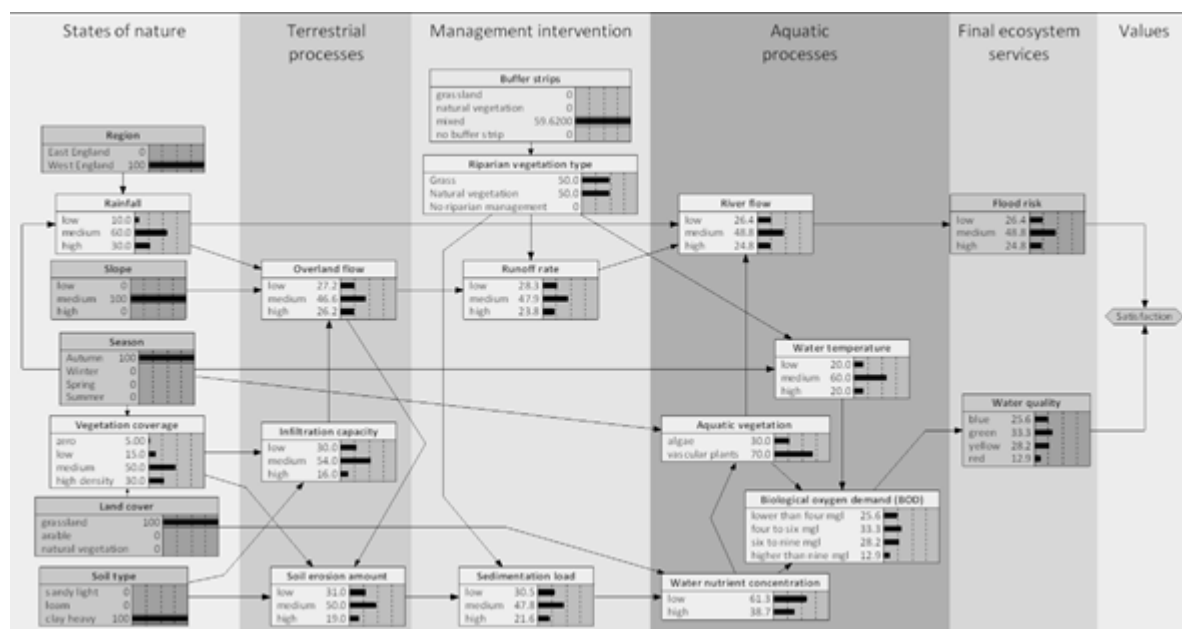 States of nature
Terrestrial
processes
Management intervention
Aquatic
processes
Final ecosystem
services
Values
Buffer strips
grassland 0
natural vegetation 0
mixed 59.6200
no buffer strip 0
Region
East England 0
West England 100
Riparian vegetation type
Grass 50.0
Natural vegetation 50.0
No riparian management 0
Rainfall
low 10.0
medium 60.0
high 30.0
River flow
low 26.4
medium 48.8
high 24.8
Flood risk
low 26.4
medium 48.8
high 24.8
Slope
low 0
medium 100
high 0
Overland flow
low 27.2
medium 46.6
high 26.2
Runoff rate
low 28.3
medium 47.9
high 23.8
Satisfaction
Season
Autumn 100
Winter 0
Spring 0
Summer 0
Water temperature
low 20.0
medium 60.0
high 20.0
Vegetation coverage
zero 5.00
low 15.0
medium 50.0
high density 30.0
Infiltration capacity
low 30.0
medium 54.0
high 16.0
Aquatic vegetation
algae 30.0
vascular plants 70.0
Water quality
blue 25.6
green 33.3
yellow 28.2
red 12.9
Land cover
grassland 100
arable 0
natural vegetation 0
Biological oxygen demand (BOD)
lower than four mgl 25.6
four to six mgl 33.3
six to nine mgl 28.2
higher than nine mgl 12.9
Soil type
sandy light 0
loam 0
clay heavy 100
Soil erosion amount
low 31.0
medium 50.0
high 19.0
Sedimentation load
low 30.5
medium 47.8
high 21.6
Water nutrient concentration
low 61.3
high 38.7